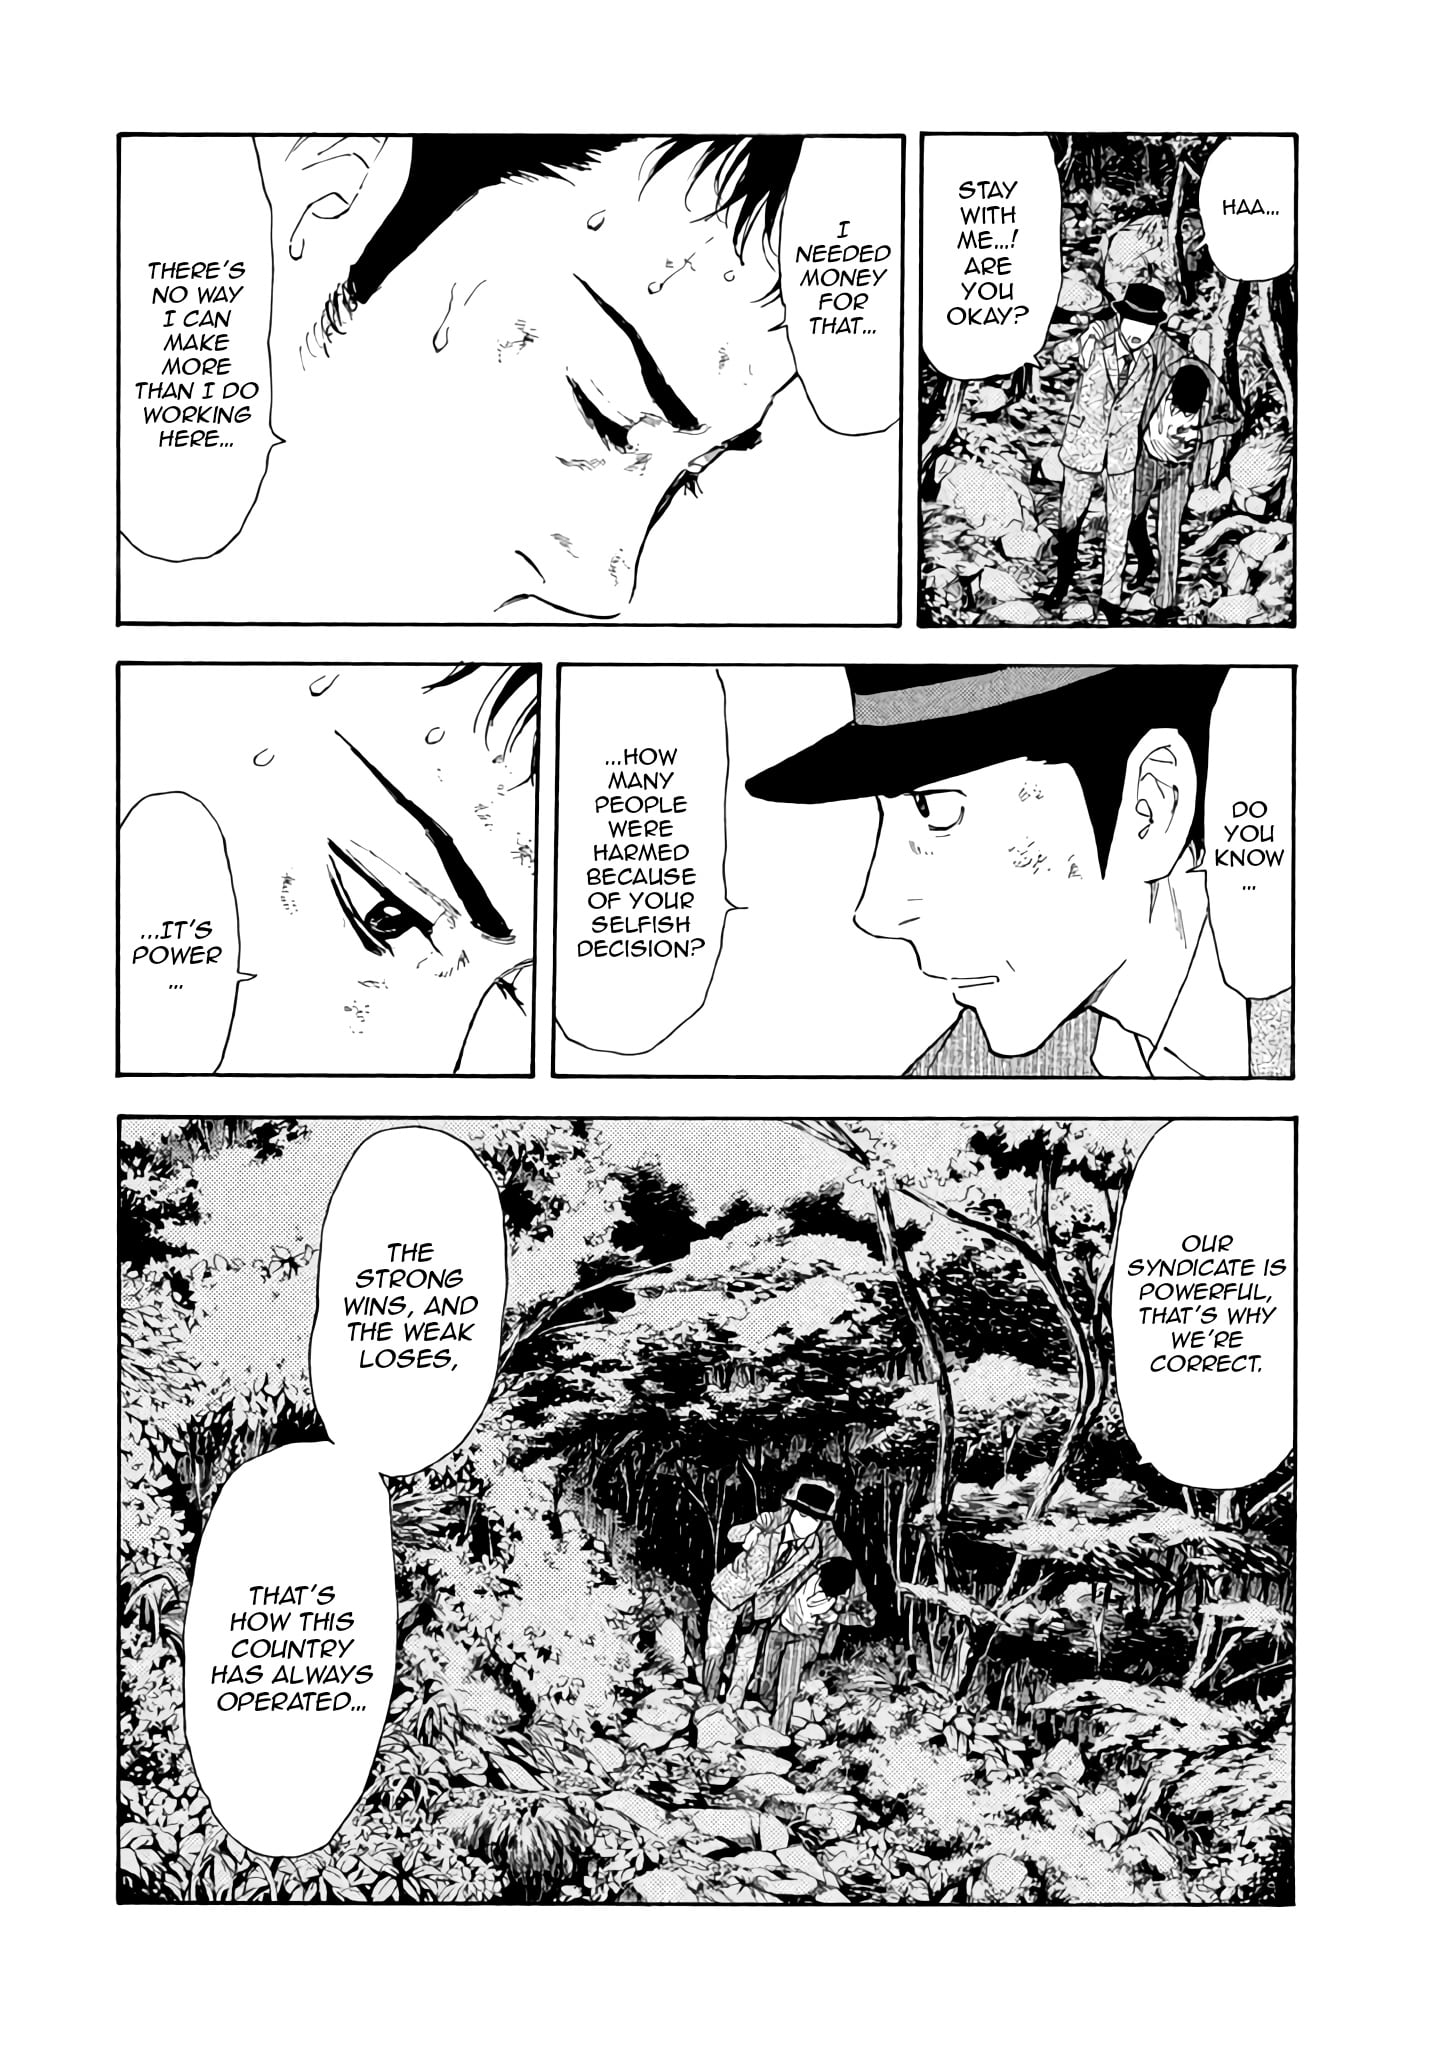 HAA...
STAY
WITH
ME...!
ARE
YOU
OKAY?
I
NEEDED
MONEY
FOR
THAT...
THERE'S
NO WAY
I CAN
MAKE
MORE
THAN I DO
WORKING
HERE...
DO
YOU
KNOW
...
...HOW
MANY
PEOPLE
WERE
HARMED
BECAUSE
OF YOUR
SELFISH
DECISION?
...IT'S
POWER
...
OUR
SYNDICATE IS
POWERFUL,
THAT'S WHY
WE'RE
CORRECT.
THE
STRONG
WINS, AND
THE WEAK
LOSES,
THAT'S
HOW THIS
COUNTRY
HAS ALWAYS
OPERATED...